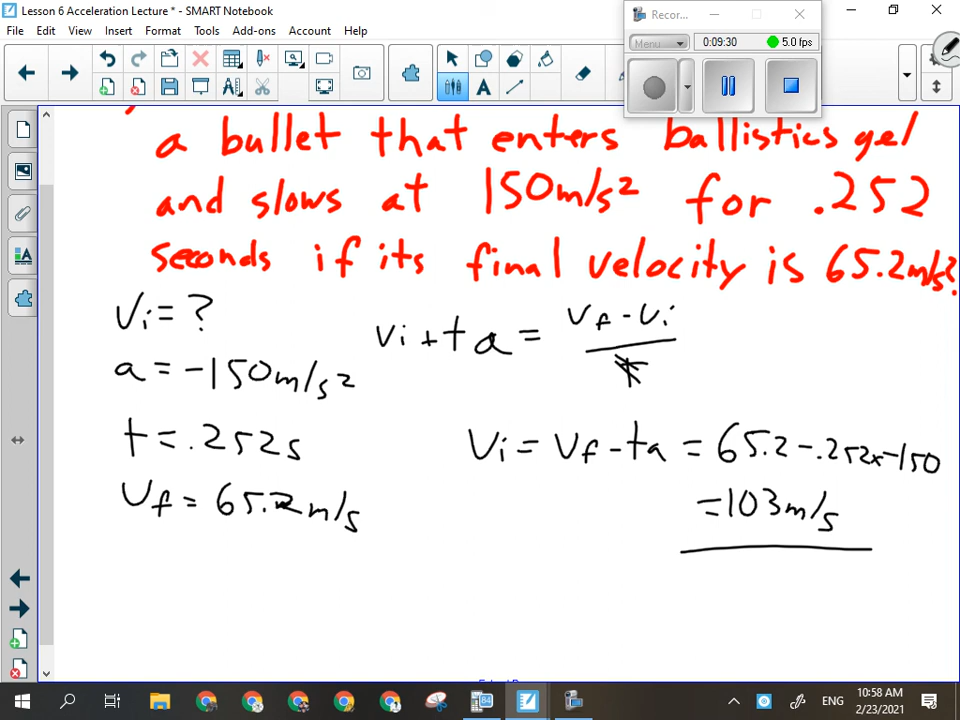 Lesson 6 Acceleration Lecture * - SMART Notebook
Recor...
File Edit View Insert Format Tools Add-ons Account Help
Menu
0:09:30
5.0 fps
A
a bullet that enters ballistics gel
and slows at 150m/s² for .252
seconds if its final velocity is 65.2m/s?
Vi = ?
Vi + ta = Vf - Vi / t
a = -150m/s²
t = .252s
Vi = Vf - ta = 65.2 - .252x-150
Vf = 65.2m/s
= 103m/s
84
ENG
10:58 AM
2/23/2021